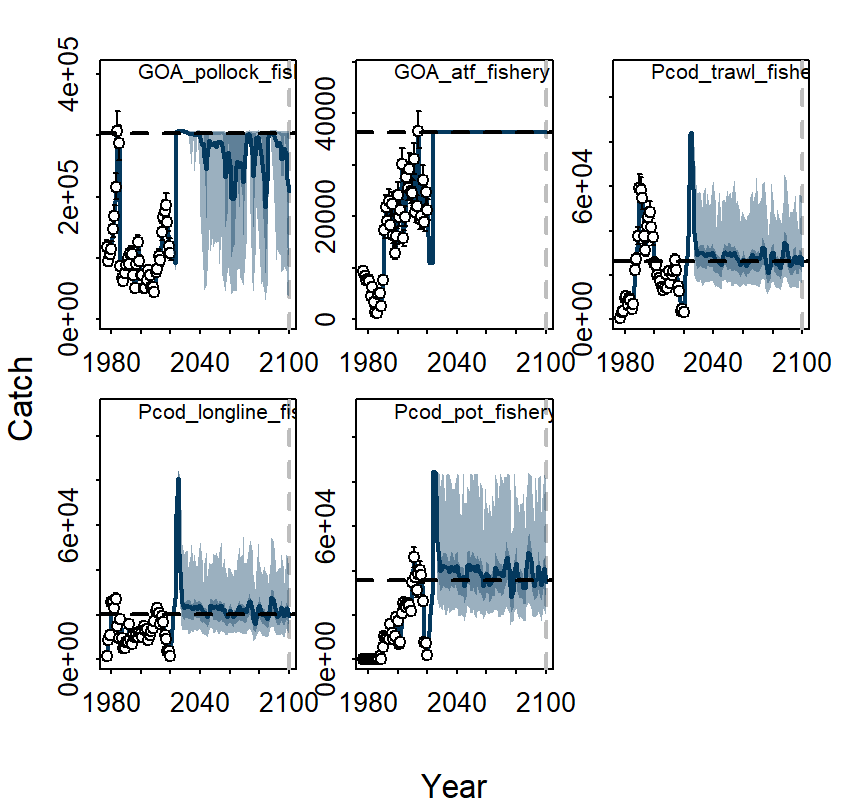 GOA_pollock_fis
GOA_atf_fishery
Pcod_trawl_fishe
0e+00 2e+05 4e+05
0 20000 40000
0e+00 6e+04
1980 2040 2100
1980 2040 2100
1980 2040 2100
Catch
Pcod_longline_fis
Pcod_pot_fishery
0e+00 6e+04
0e+00 6e+04
1980 2040 2100
1980 2040 2100
Year